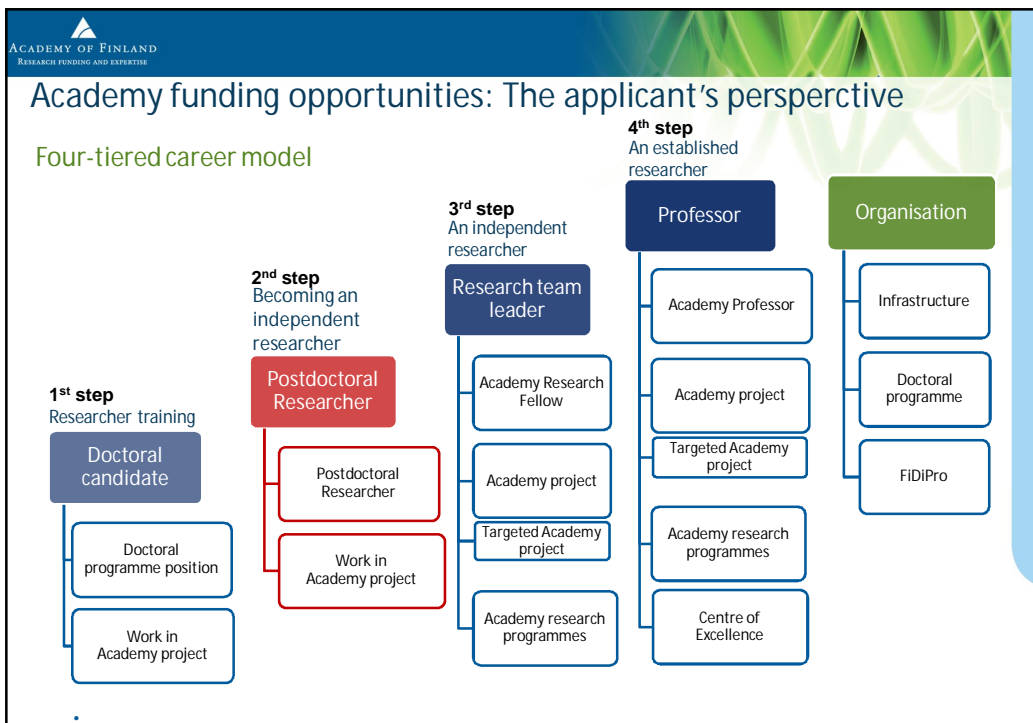 ACADEMY OF FINLAND
RESEARCH FUNDING AND EXPERTISE
Academy funding opportunities: The applicant's persperctive
Four-tiered career model
1st step
Researcher training
Doctoral
candidate
Doctoral
programme position
Work in
Academy project
2nd step
Becoming an
independent
researcher
Postdoctoral
Researcher
Postdoctoral
Researcher
Work in
Academy project
3rd step
An independent
researcher
Research team
leader
Academy Research
Fellow
Academy project
Targeted Academy
project
Academy research
programmes
4th step
An established
researcher
Professor
Academy Professor
Academy project
Targeted Academy
project
Academy research
programmes
Centre of
Excellence
Organisation
Infrastructure
Doctoral
programme
FiDiPro